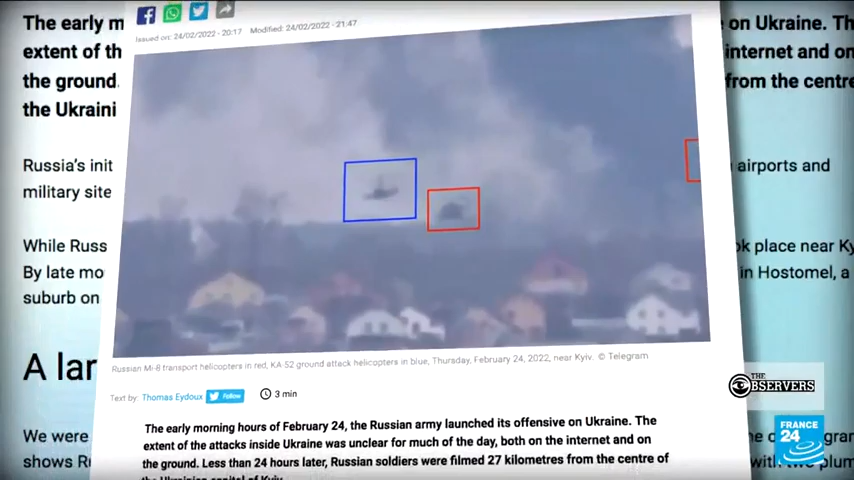 Issued on: 24/02/2022 - 20:17 Modified: 24/02/2022 - 21:47
Russian Mi-8 transport helicopters in red, KA-52 ground attack helicopters in blue, Thursday, February 24, 2022, near Kyiv. © Telegram
Text by: Thomas Eydoux Follow 3 min
The early morning hours of February 24, the Russian army launched its offensive on Ukraine. The
extent of the attacks inside Ukraine was unclear for much of the day, both on the internet and on
the ground. Less than 24 hours later, Russian soldiers were filmed 27 kilometres from the centre of
the Ukrainian capital of Kyiv.
The early m
extent of th
the ground.
the Ukraini
Russia's init
military site
While Russ
By late mo
suburb on
A lar
We were
shows R
on Ukraine. Th
internet and on
from the centre
airports and
ok place near Ky
in Hostomel, a
with two plum
THE
OBSERVERS
FRANCE
24